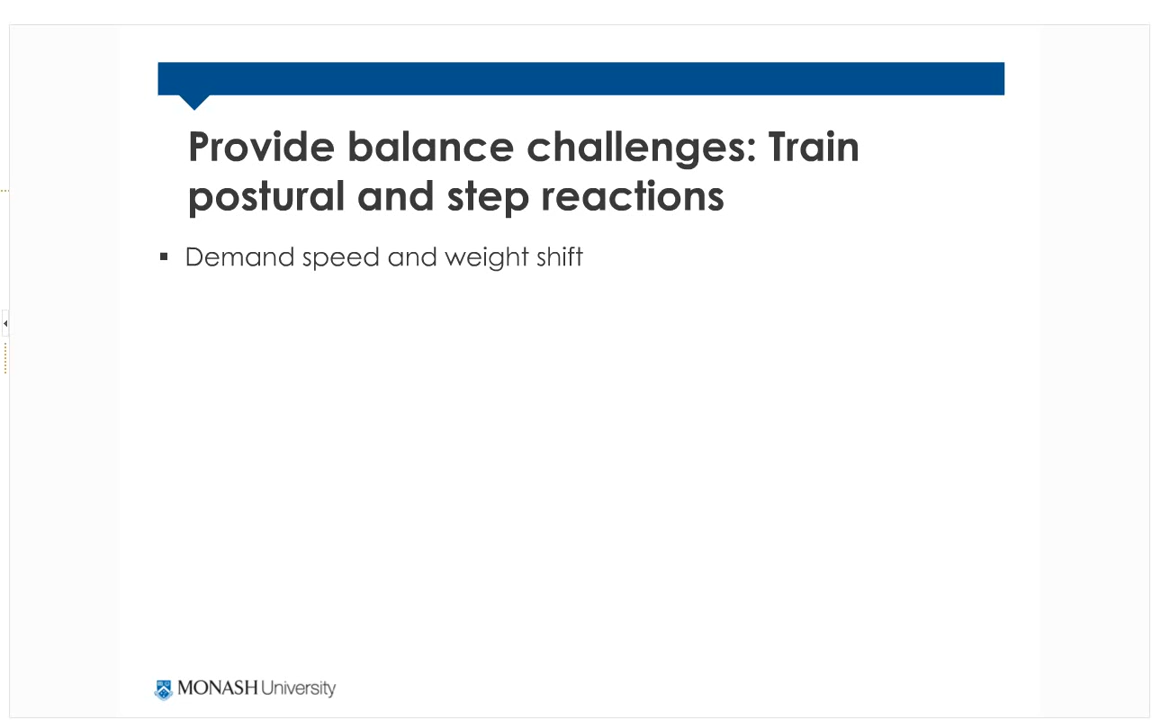 Provide balance challenges: Train
postural and step reactions
▪ Demand speed and weight shift
MONASH University